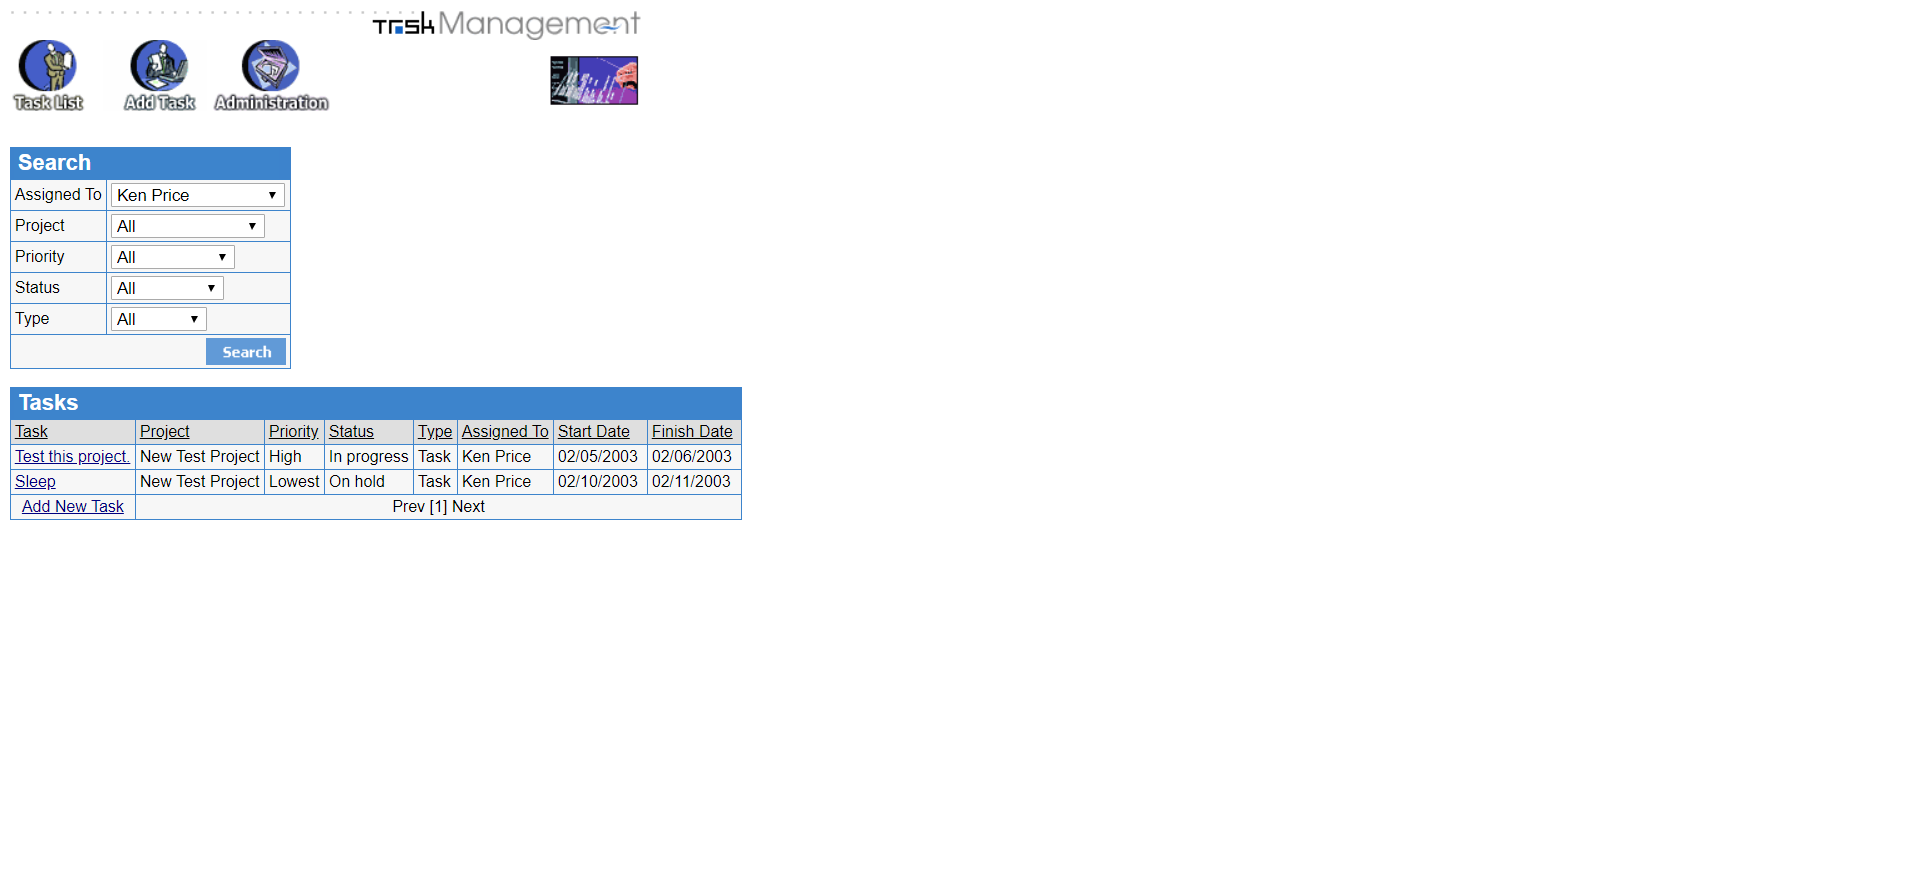 Task Management
Task List Add Task Administration
Search
Assigned To Ken Price
Project All
Priority All
Status All
Type All
Search
Tasks
Task Project Priority Status Type Assigned To Start Date Finish Date
Test this project. New Test Project High In progress Task Ken Price 02/05/2003 02/06/2003
Sleep New Test Project Lowest On hold Task Ken Price 02/10/2003 02/11/2003
Add New Task Prev [1] Next